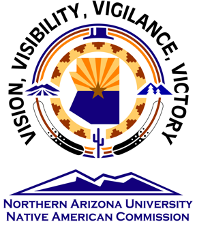 VISION, VISIBILITY, VIGILANCE, VICTORY
NORTHERN ARIZONA UNIVERSITY
NATIVE AMERICAN COMMISSION